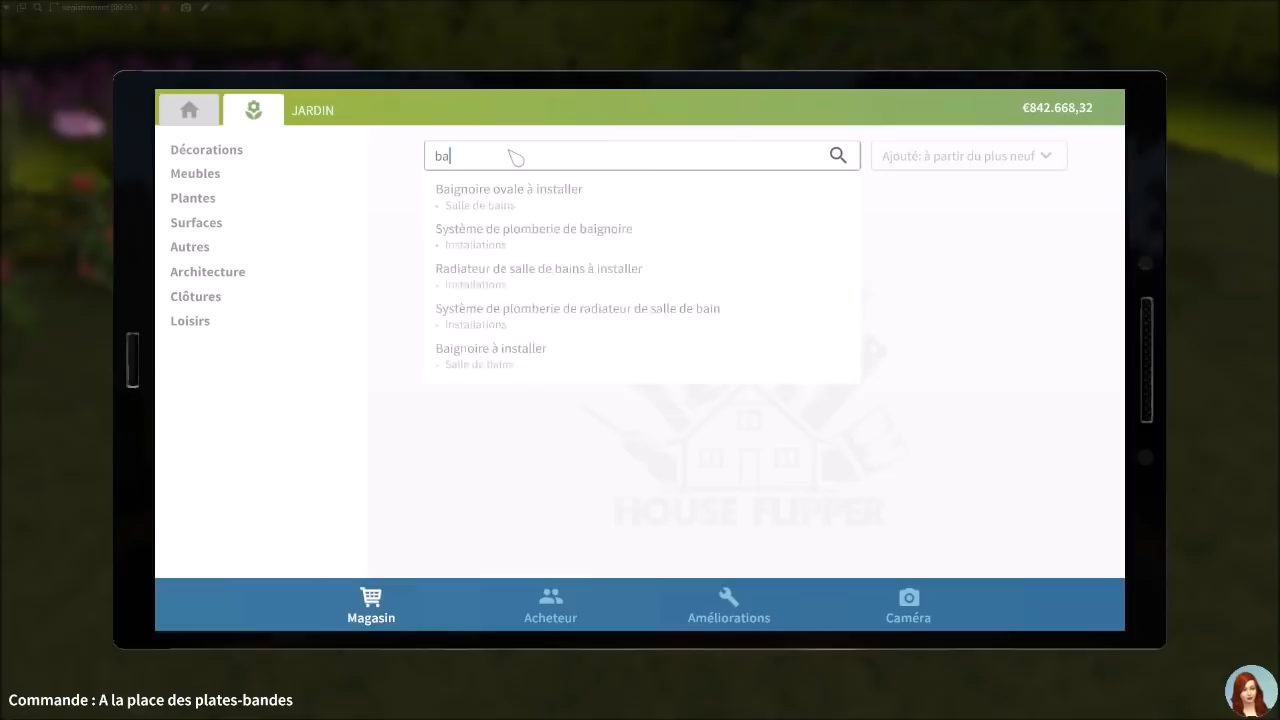 JARDIN
€842.668,32
Décorations
Meubles
Plantes
Surfaces
Autres
Architecture
Clôtures
Loisirs
ba
Ajouté: à partir du plus neuf
Baignoire ovale à installer
Salle de bains
Système de plomberie de baignoire
Installations
Radiateur de salle de bains à installer
Installations
Système de plomberie de radiateur de salle de bain
Installations
Baignoire à installer
Salle de bains
HOUSE FLIPPER
Magasin
Acheteur
Améliorations
Caméra
Commande : A la place des plates-bandes